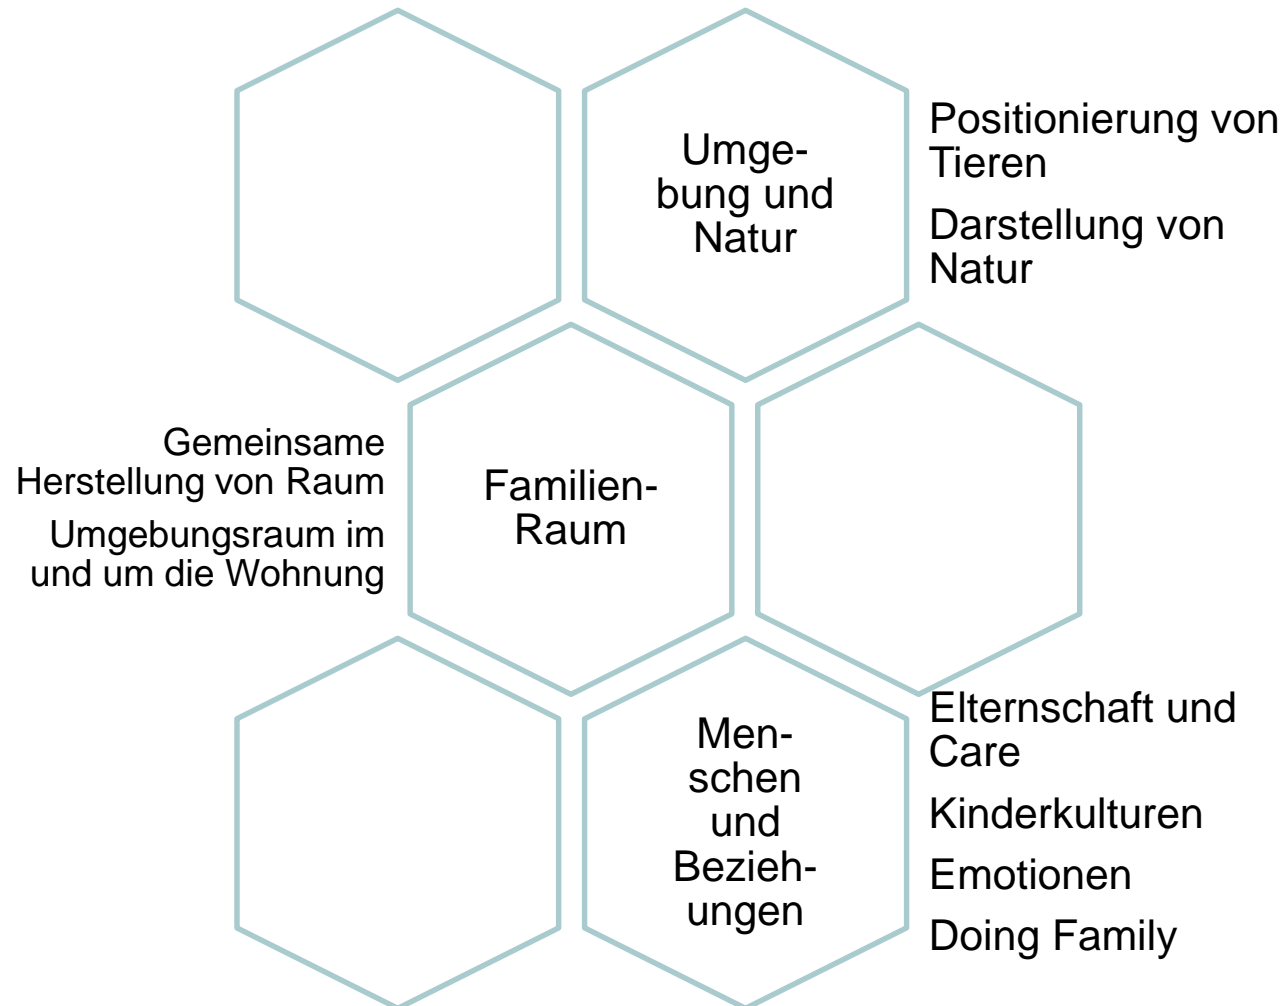 Umge-
bung und
Natur
Positionierung von
Tieren
Darstellung von
Natur
Gemeinsame
Herstellung von Raum
Umgebungsraum im
und um die Wohnung
Familien-
Raum
Men-
schen
und
Bezieh-
ungen
Elternschaft und
Care
Kinderkulturen
Emotionen
Doing Family